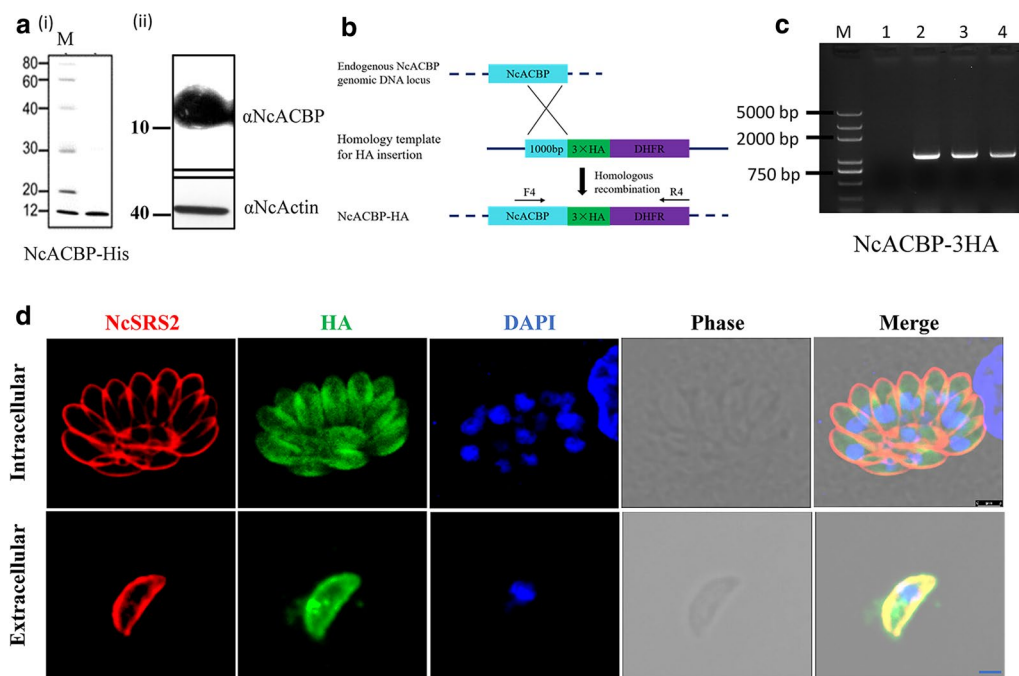 a
(i)
M
80
60
40
30
20
12
NcACBP-His
(ii)
10
40
αNcACBP
αNcActin
b
Endogenous NcACBP
genomic DNA locus
NcACBP
Homology template
for HA insertion
1000bp
3×HA
DHFR
Homologous
recombination
F4
R4
NcACBP-HA
NcACBP
3×HA
DHFR
c
M 1 2 3 4
5000 bp
2000 bp
750 bp
NcACBP-3HA
d
NcSRS2 HA DAPI Phase Merge
Intracellular
Extracellular